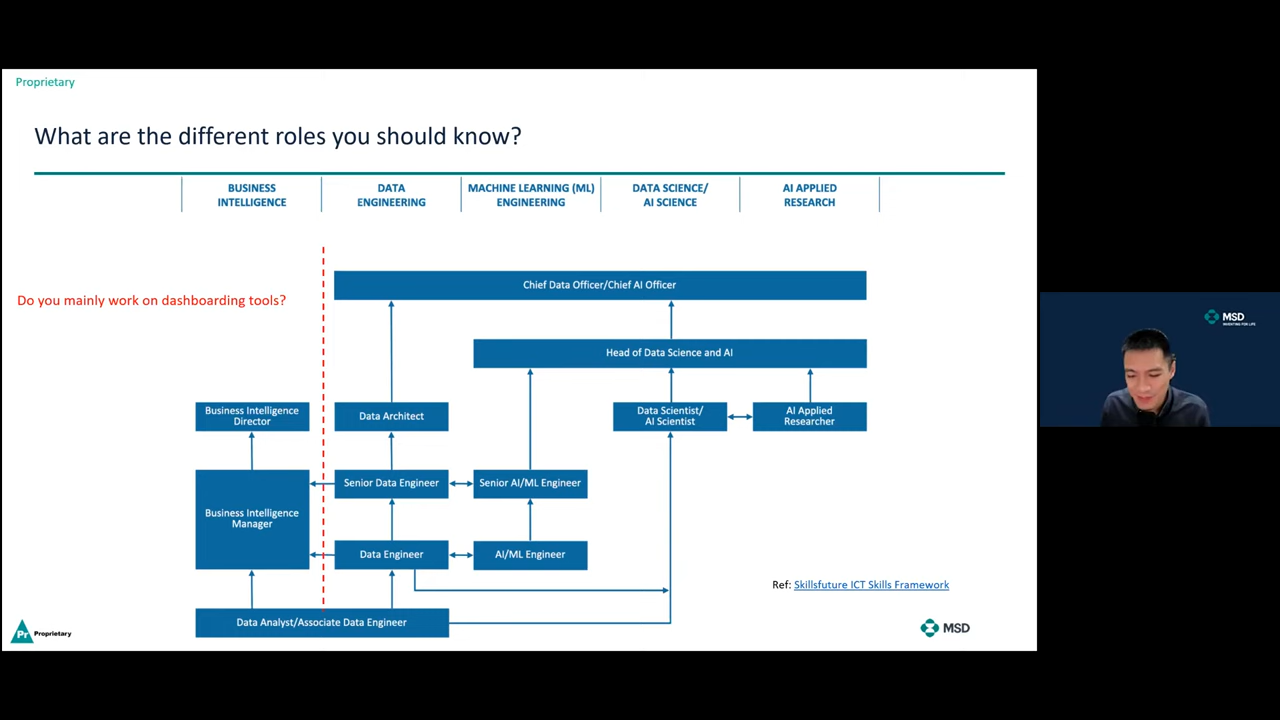 Proprietary
What are the different roles you should know?
BUSINESS
INTELLIGENCE
DATA
ENGINEERING
MACHINE LEARNING (ML)
ENGINEERING
DATA SCIENCE/
AI SCIENCE
AI APPLIED
RESEARCH
Do you mainly work on dashboarding tools?
Chief Data Officer/Chief AI Officer
Head of Data Science and AI
Business Intelligence
Director
Data Architect
Data Scientist/
AI Scientist
AI Applied
Researcher
Business Intelligence
Manager
Senior Data Engineer
Senior AI/ML Engineer
Data Engineer
AI/ML Engineer
Data Analyst/Associate Data Engineer
Ref: Skillsfuture ICT Skills Framework
Pr Proprietary
MSD
MSD
INVENTING FOR LIFE